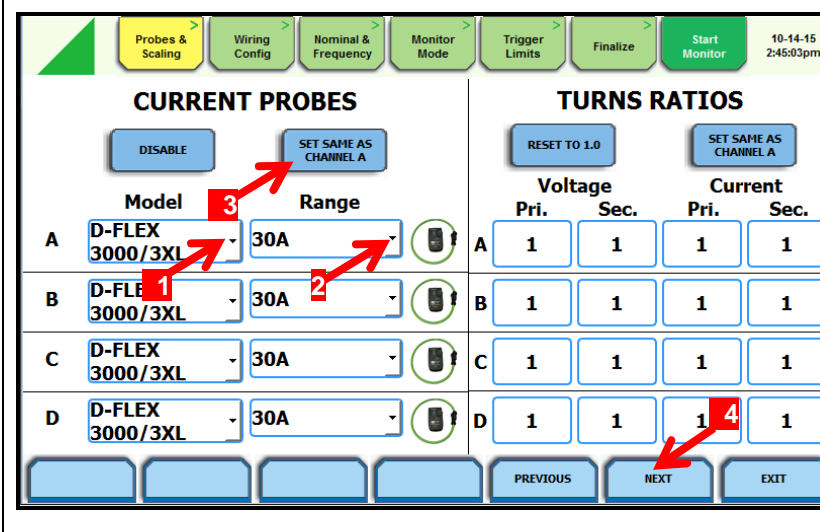 Probes &
Scaling
>
Wiring
Config
>
Nominal &
Frequency
>
Monitor
Mode
>
Trigger
Limits
>
Finalize
>
Start
Monitor
>
10-14-15
2:45:03pm
CURRENT PROBES
DISABLE
SET SAME AS
CHANNEL A
3
Model Range
A
D-FLEX
3000/3XL
30A
1
2
B
D-FLE
3000/3XL
30A
C
D-FLEX
3000/3XL
30A
D
D-FLEX
3000/3XL
30A
TURNS RATIOS
RESET TO 1.0
SET SAME AS
CHANNEL A
Voltage Current
Pri. Sec. Pri. Sec.
A 1 1 1 1
B 1 1 1 1
C 1 1 1 1
D 1 1 1 1
4
PREVIOUS NEXT EXIT